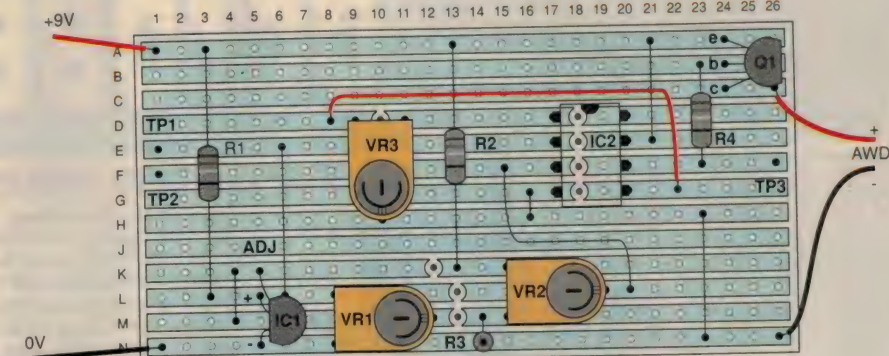 1 2 3 4 5 6 7 8 9 10 11 12 13 14 15 16 17 18 19 20 21 22 23 24 25 26
+9V
A
e
B
b
Q1
C
c
D
TP1
+
E
R1
VR3
R2
IC2
R4
AWD
F
-
G
TP2
TP3
H
J
ADJ
K
L
+
VR2
M
IC1
VR1
0V
N
-
R3